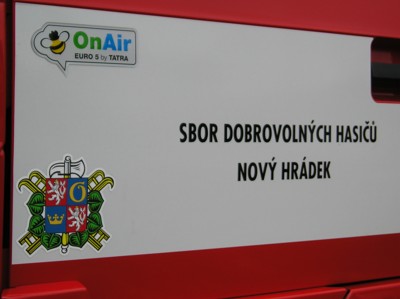 OnAir
EURO 5 by TATRA
SBOR DOBROVOLNÝCH HASIČŮ
NOVÝ HRÁDEK